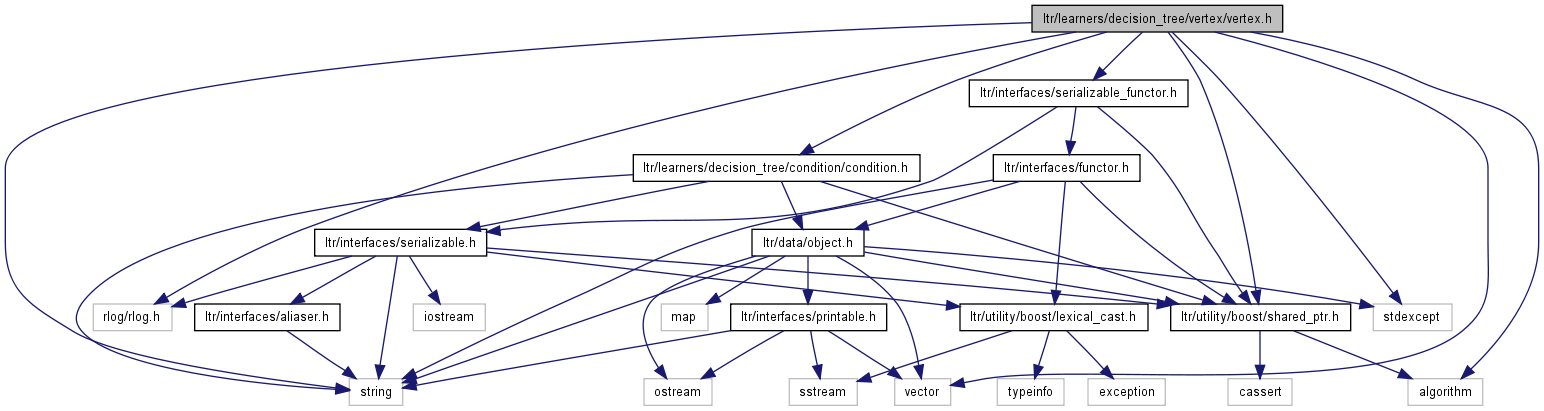 ltr/learners/decision_tree/vertex/vertex.h
ltr/interfaces/serializable_functor.h
ltr/learners/decision_tree/condition/condition.h
ltr/interfaces/functor.h
ltr/interfaces/serializable.h
ltr/data/object.h
rlog/rlog.h
ltr/interfaces/aliaser.h
iostream
map
ltr/interfaces/printable.h
ltr/utility/boost/lexical_cast.h
ltr/utility/boost/shared_ptr.h
stdexcept
string
ostream
sstream
vector
typeinfo
exception
cassert
algorithm